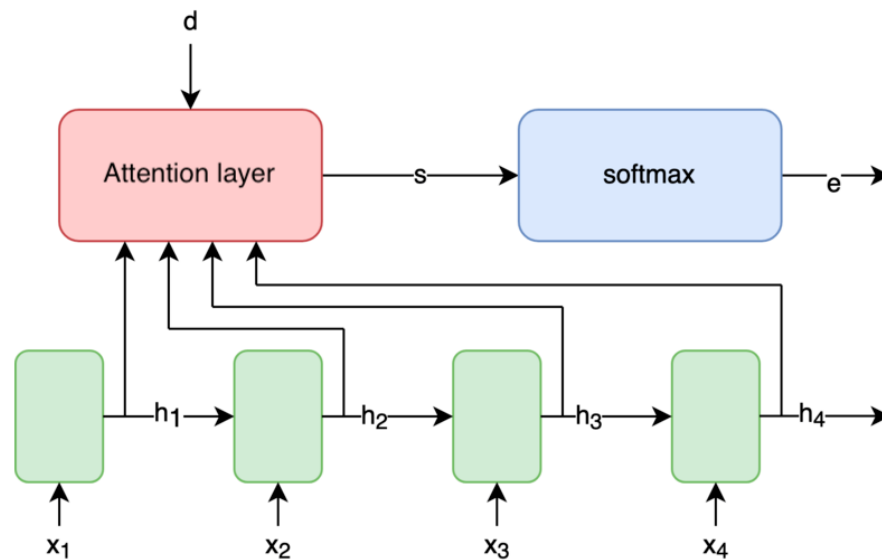 d
Attention layer
s
softmax
e
h₁
h₂
h₃
h₄
x₁
x₂
x₃
x₄